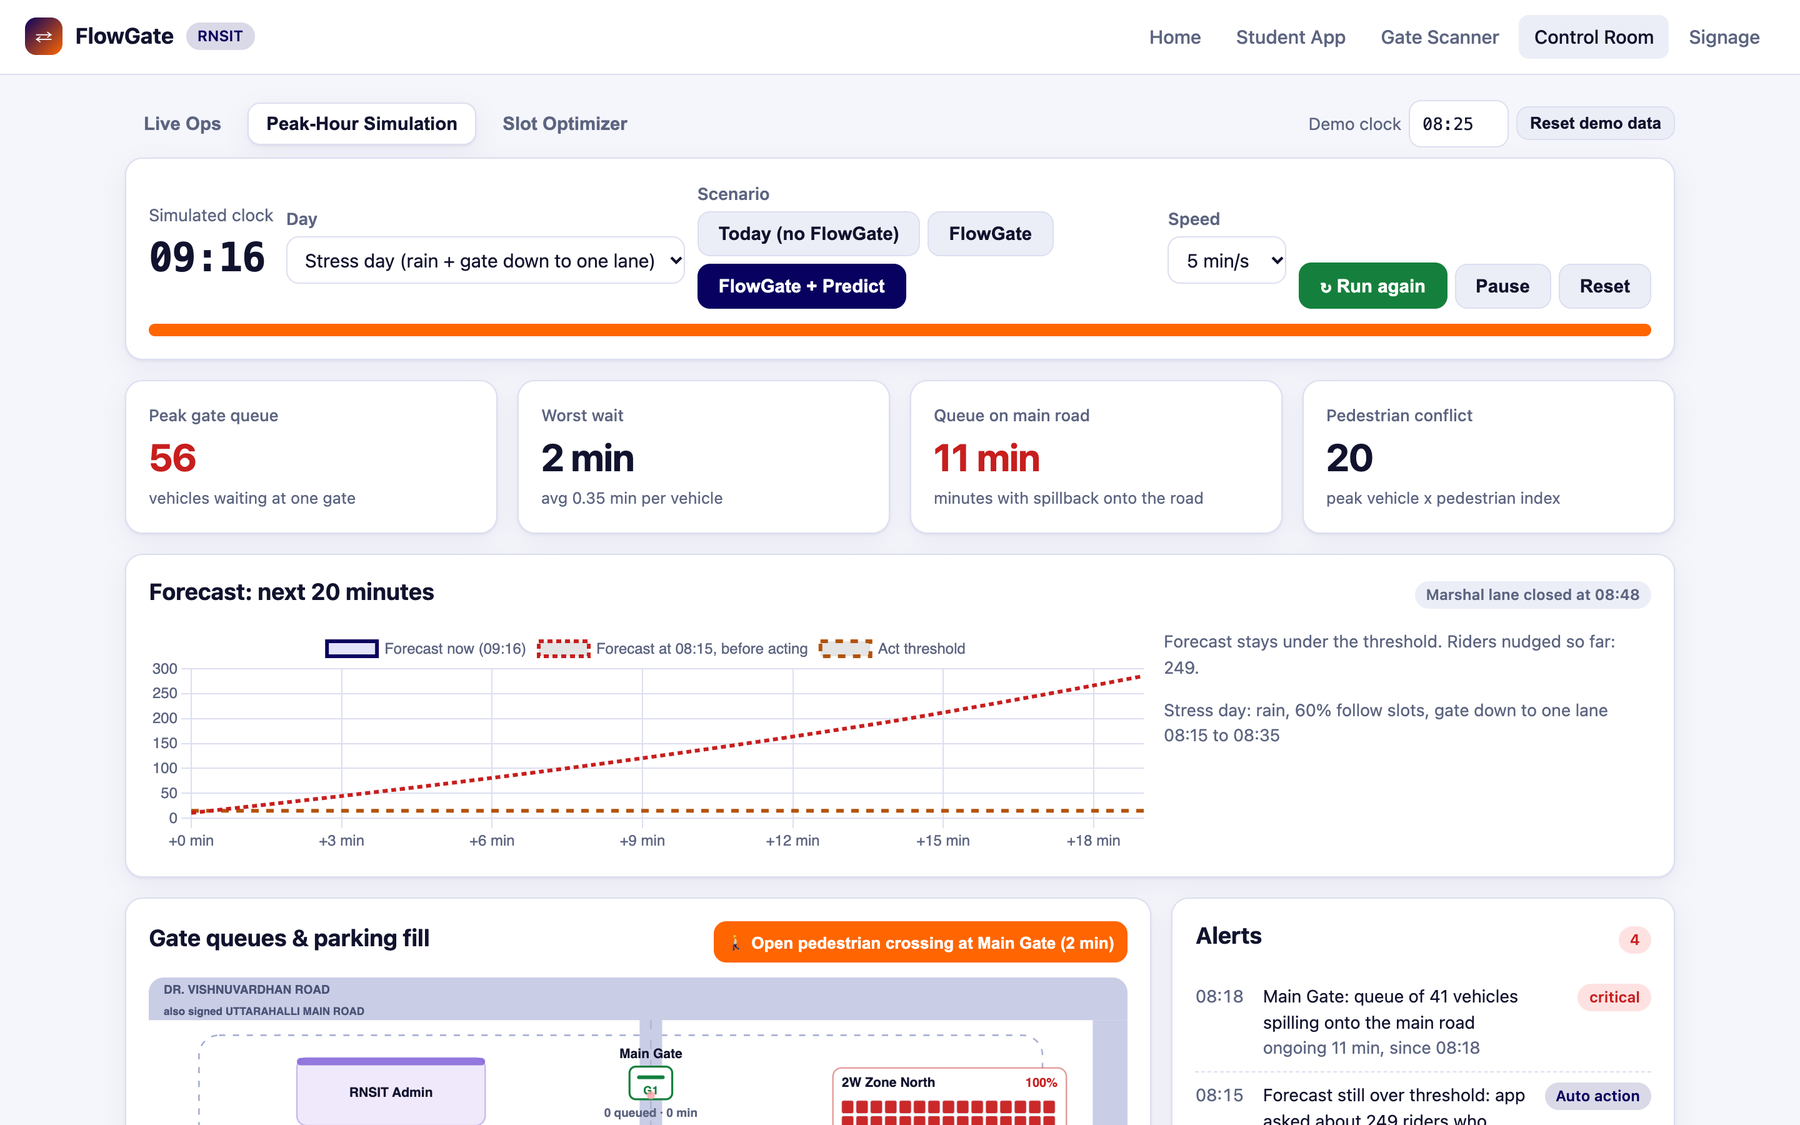 FlowGate RNSIT
Home Student App Gate Scanner Control Room Signage
Live Ops Peak-Hour Simulation Slot Optimizer
Demo clock 08:25 Reset demo data
Simulated clock
09:16
Day
Stress day (rain + gate down to one lane)
Scenario
Today (no FlowGate) FlowGate
FlowGate + Predict
Speed
5 min/s
↻ Run again Pause Reset
Peak gate queue
56
vehicles waiting at one gate
Worst wait
2 min
avg 0.35 min per vehicle
Queue on main road
11 min
minutes with spillback onto the road
Pedestrian conflict
20
peak vehicle x pedestrian index
Forecast: next 20 minutes
Marshal lane closed at 08:48
Forecast now (09:16) Forecast at 08:15, before acting Act threshold
300
250
200
150
100
50
0
+0 min +3 min +6 min +9 min +12 min +15 min +18 min
Forecast stays under the threshold. Riders nudged so far:
249.
Stress day: rain, 60% follow slots, gate down to one lane
08:15 to 08:35
Gate queues & parking fill
Open pedestrian crossing at Main Gate (2 min)
DR. VISHNUVARDHAN ROAD
also signed UTTARAHALLI MAIN ROAD
RNSIT Admin
Main Gate
G1
0 queued · 0 min
2W Zone North 100%
Alerts
4
08:18 Main Gate: queue of 41 vehicles critical
spilling onto the main road
ongoing 11 min, since 08:18
08:15 Forecast still over threshold: app Auto action
asked about 249 riders who